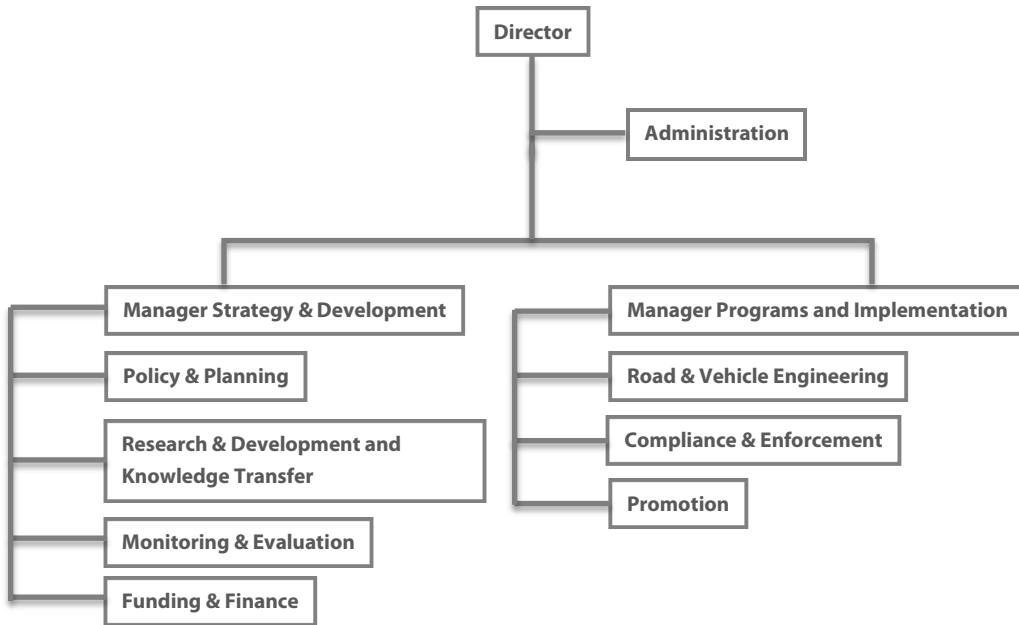 Director
Administration
Manager Strategy & Development
Policy & Planning
Research & Development and
Knowledge Transfer
Monitoring & Evaluation
Funding & Finance
Manager Programs and Implementation
Road & Vehicle Engineering
Compliance & Enforcement
Promotion